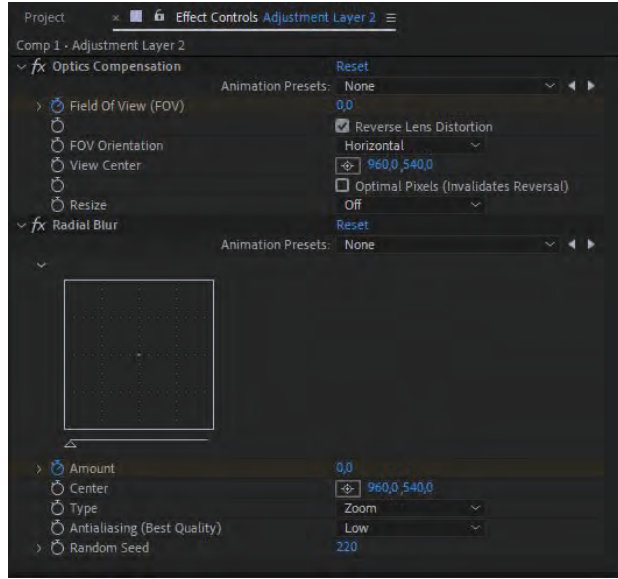 Project Effect Controls Adjustment Layer 2
Comp 1 · Adjustment Layer 2
fx Optics Compensation Reset
Animation Presets: None
Field Of View (FOV) 0,0
Reverse Lens Distortion
FOV Orientation Horizontal
View Center 960,0,540,0
Optimal Pixels (Invalidates Reversal)
Resize Off
fx Radial Blur Reset
Animation Presets: None
Amount 0,0
Center 960,0,540,0
Type Zoom
Antialiasing (Best Quality) Low
Random Seed 220